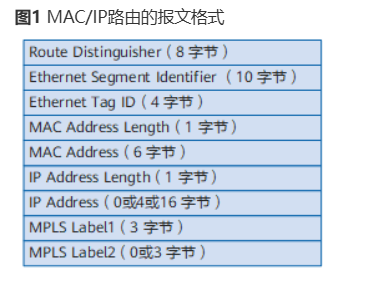 图1 MAC/IP路由的报文格式
Route Distinguisher（8 字节）
Ethernet Segment Identifier （10 字节）
Ethernet Tag ID（4 字节）
MAC Address Length（1 字节）
MAC Address（6 字节）
IP Address Length（1 字节）
IP Address（0或4或16 字节）
MPLS Label1（3 字节）
MPLS Label2（0或3 字节）